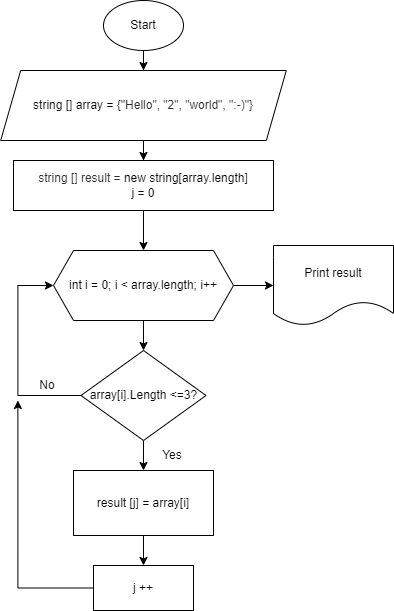 Start
string [] array = {"Hello", "2", "world", ":-)"}
string [] result = new string[array.length]
j = 0
int i = 0; i < array.length; i++
Print result
array[i].Length <=3?
No
Yes
result [j] = array[i]
j ++